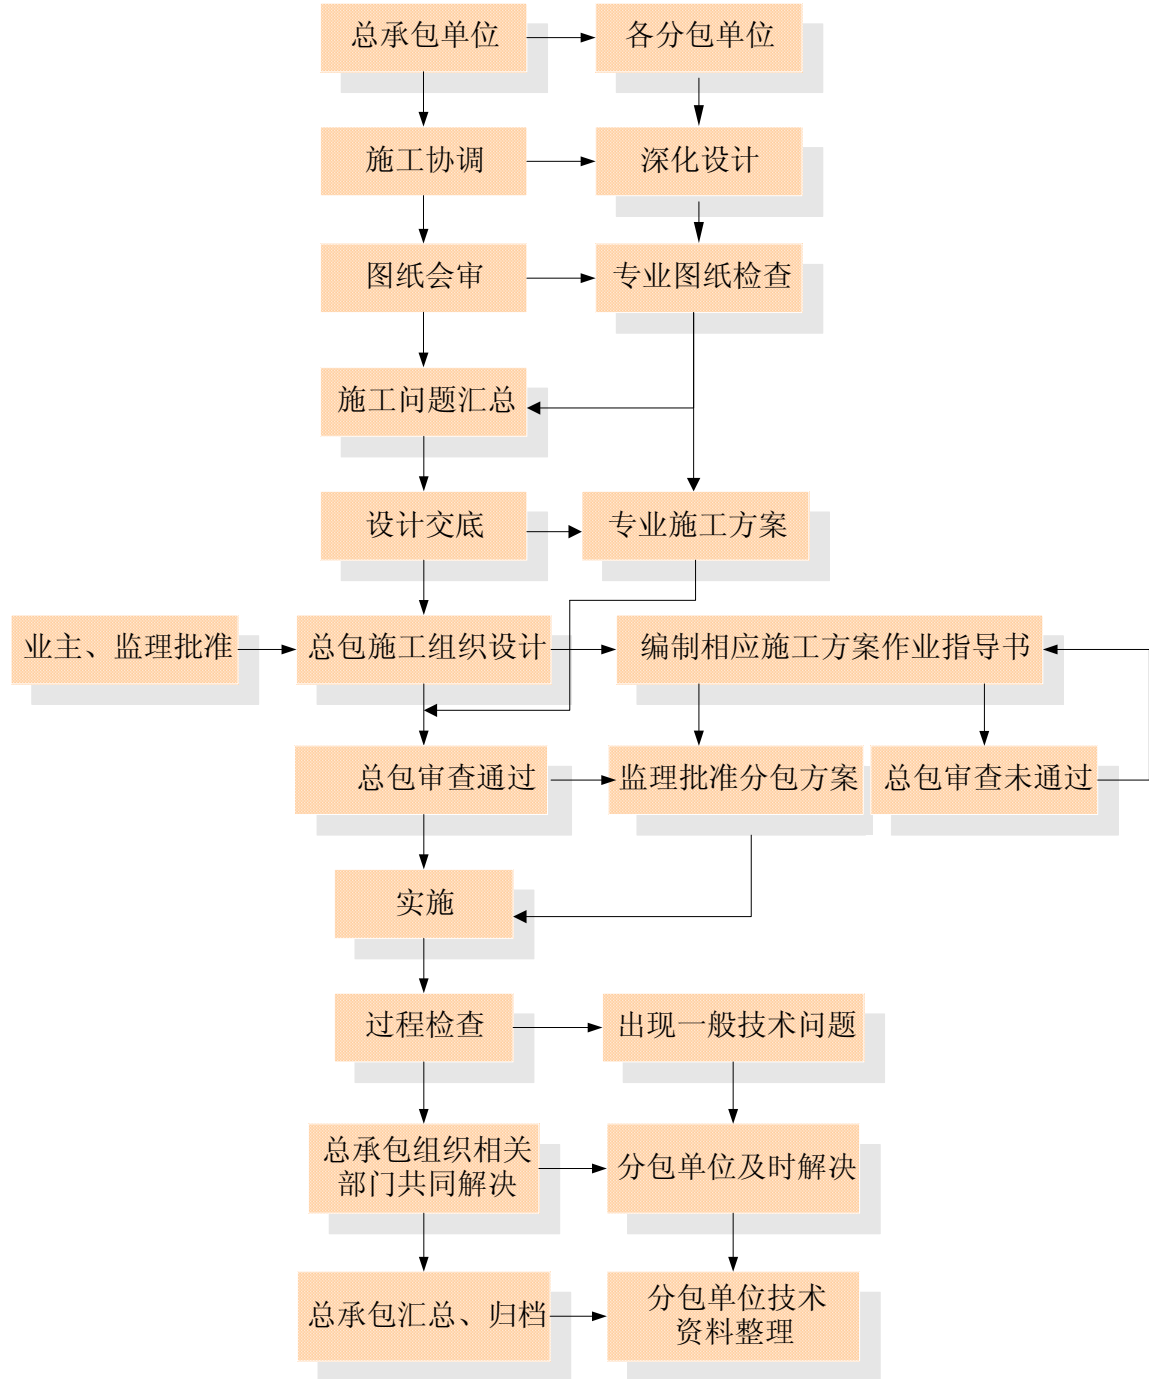 总承包单位
各分包单位
施工协调
深化设计
图纸会审
专业图纸检查
施工问题汇总
设计交底
专业施工方案
业主、监理批准
总包施工组织设计
编制相应施工方案作业指导书
总包审查通过
监理批准分包方案
总包审查未通过
实施
过程检查
出现一般技术问题
总承包组织相关
部门共同解决
分包单位及时解决
总承包汇总、归档
分包单位技术
资料整理